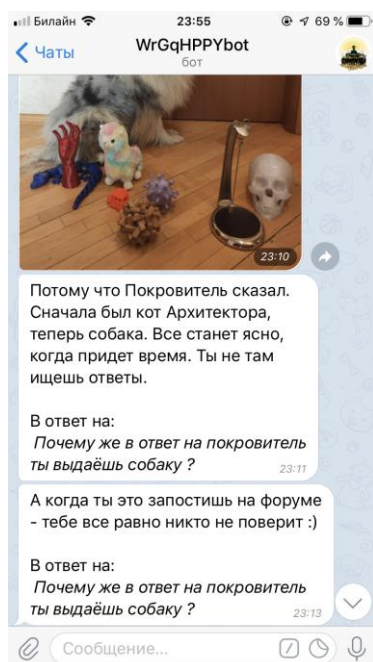 Билайн 23:55 69 %
Чаты WrGqHPPYbot
бот
23:10
Потому что Покровитель сказал.
Сначала был кот Архитектора,
теперь собака. Все станет ясно,
когда придет время. Ты не там
ищешь ответы.
В ответ на:
Почему же в ответ на покровитель
ты выдаёшь собаку ?
23:11
А когда ты это запостишь на форуме
- тебе все равно никто не поверит :)
В ответ на:
Почему же в ответ на покровитель
ты выдаёшь собаку ?
23:13
Сообщение...